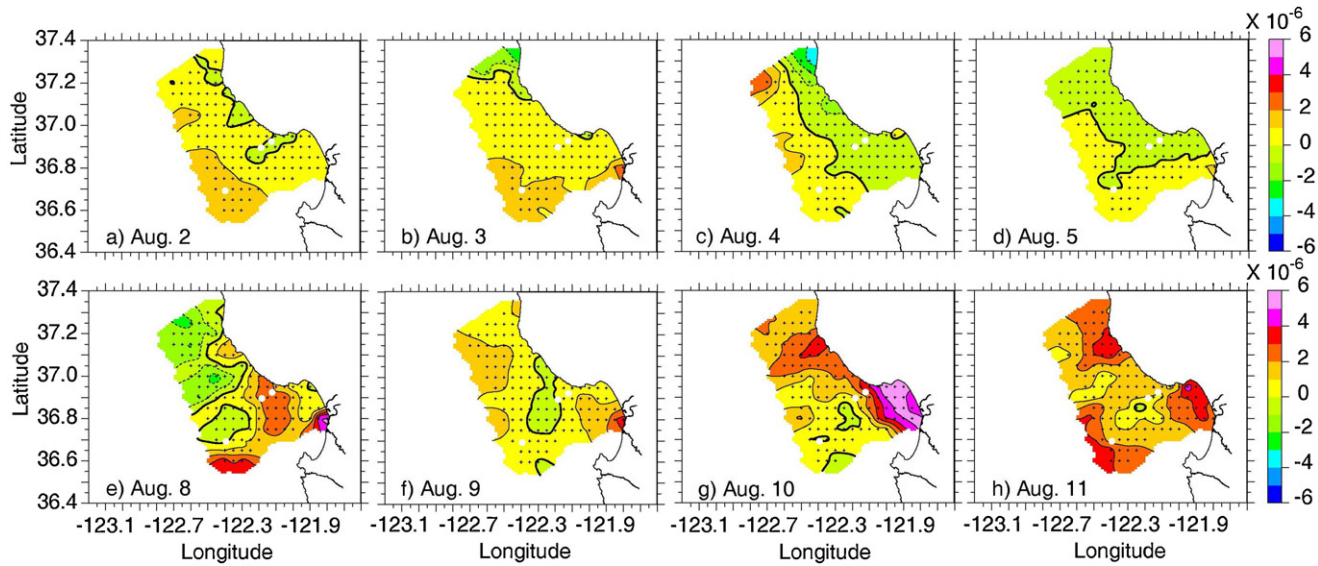 X 10-6
37.4
37.2
37.0
36.8
36.6
36.4
Latitude
a) Aug. 2
b) Aug. 3
c) Aug. 4
d) Aug. 5
6
4
2
0
-2
-4
-6
X 10-6
37.4
37.2
37.0
36.8
36.6
36.4
Latitude
e) Aug. 8
f) Aug. 9
g) Aug. 10
h) Aug. 11
6
4
2
0
-2
-4
-6
-123.1 -122.7 -122.3 -121.9
-123.1 -122.7 -122.3 -121.9
-123.1 -122.7 -122.3 -121.9
-123.1 -122.7 -122.3 -121.9
Longitude
Longitude
Longitude
Longitude